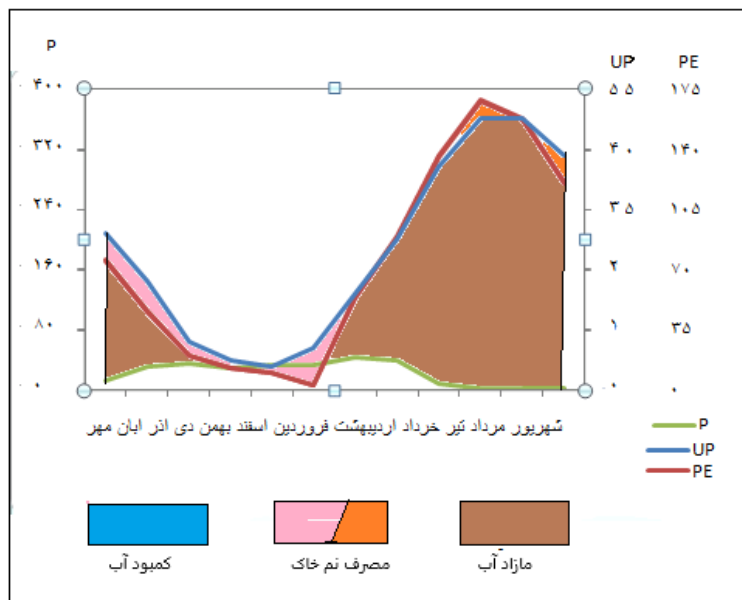 P
UP PE
۴۰۰ ۵۵ ۱۷۵
۳۲۰ ۴۰ ۱۴۰
۲۴۰ ۳۵ ۱۰۵
۱۶۰ ۲ ۷۰
۸۰ ۱ ۳۵
۰ ۰ ۰
شهریور مرداد تیر خرداد اردیبهشت فروردین اسفند بهمن دی اذر ابان مهر
P
UP
PE
کمبود آب مصرف نم خاک مازاد آب